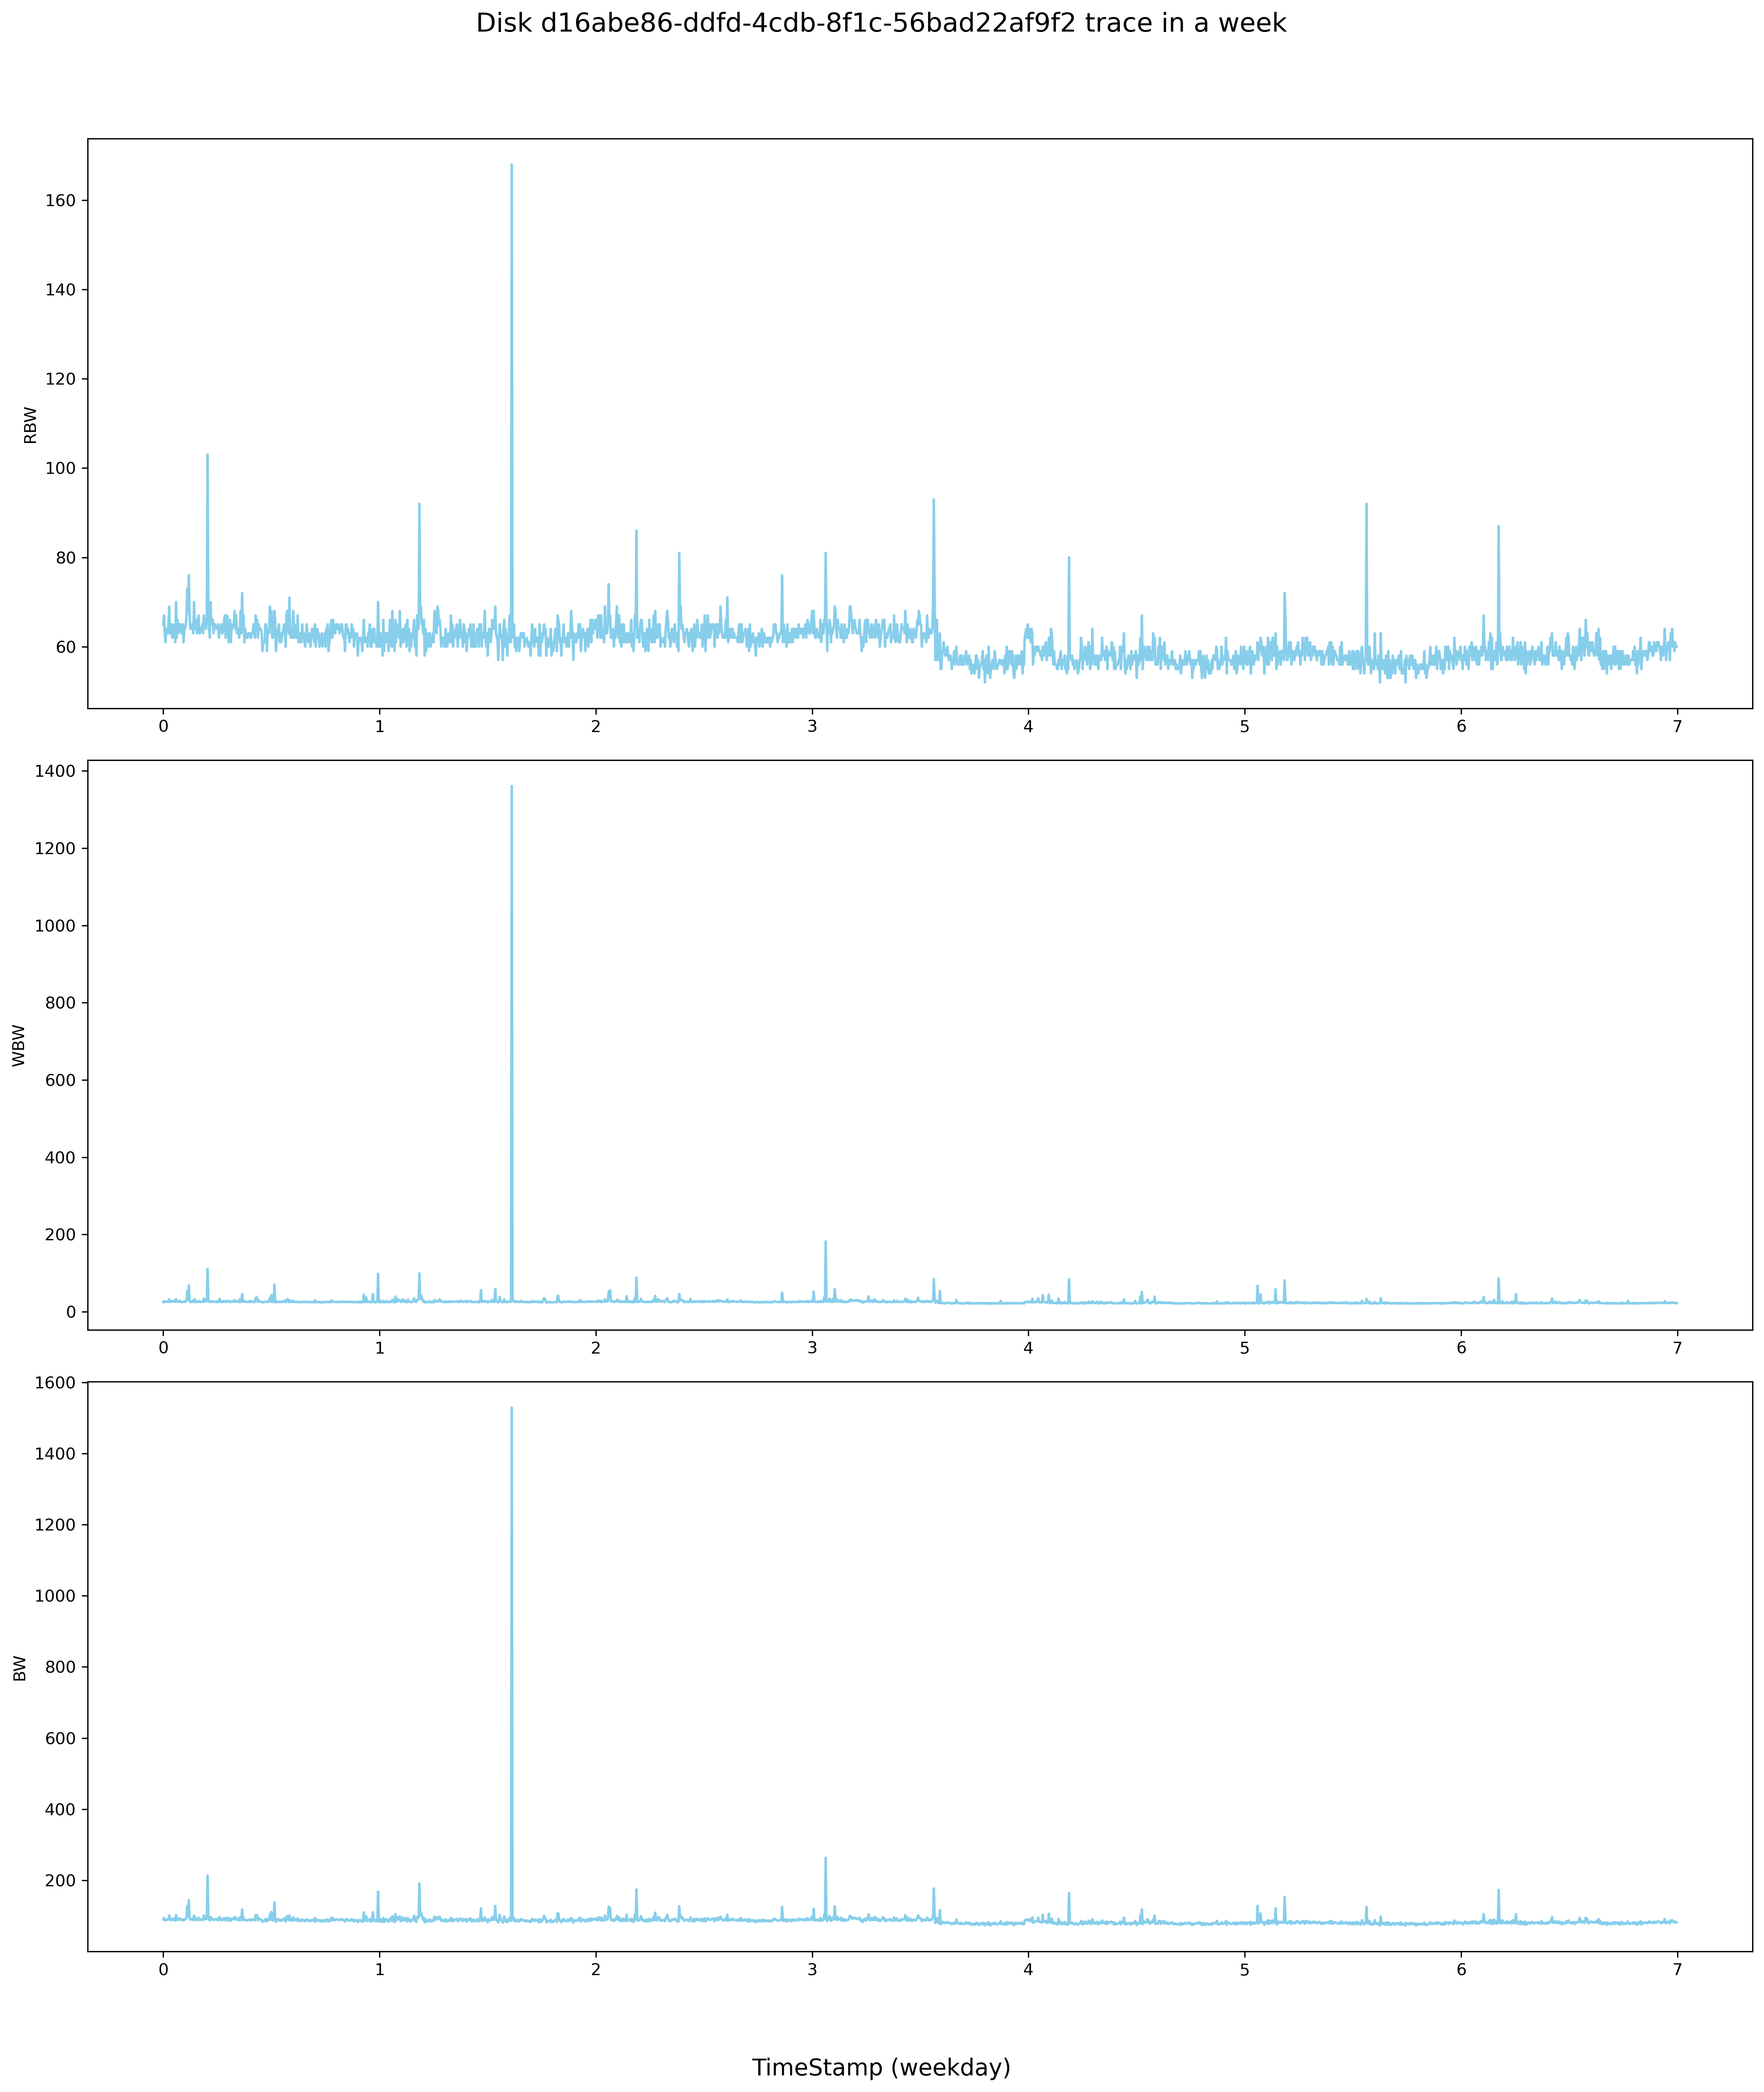 Disk d16abe86-ddfd-4cdb-8f1c-56bad22af9f2 trace in a week
160
140
120
100
80
60
RBW
0 1 2 3 4 5 6 7
1400
1200
1000
800
600
400
200
0
WBW
0 1 2 3 4 5 6 7
1600
1400
1200
1000
800
600
400
200
BW
0 1 2 3 4 5 6 7
TimeStamp (weekday)